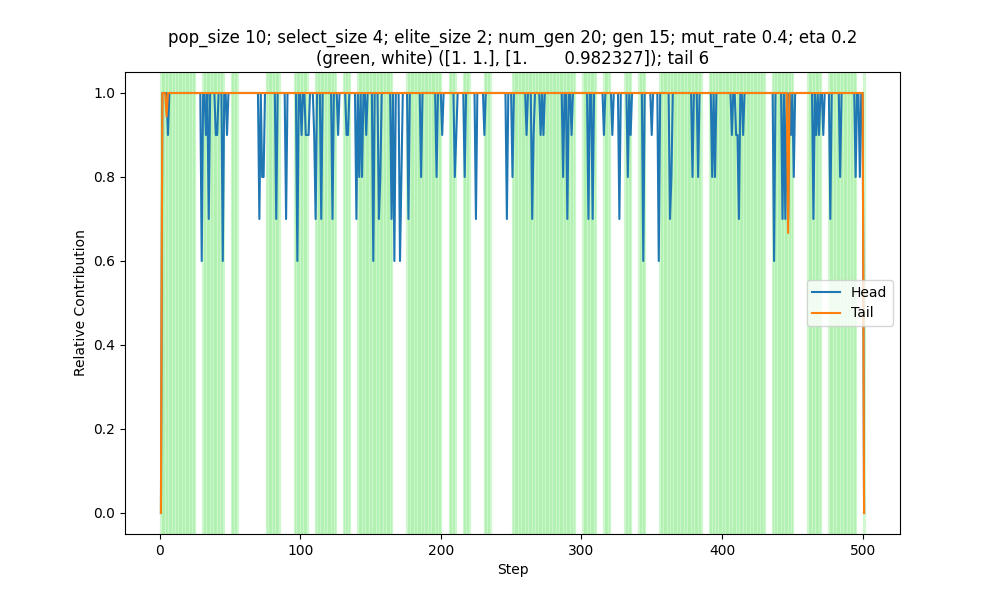 pop_size 10; select_size 4; elite_size 2; num_gen 20; gen 15; mut_rate 0.4; eta 0.2
(green, white) ([1. 1.], [1.       0.982327]); tail 6
1.0
0.8
0.6
0.4
0.2
0.0
Relative Contribution
Head
Tail
0
100
200
300
400
500
Step